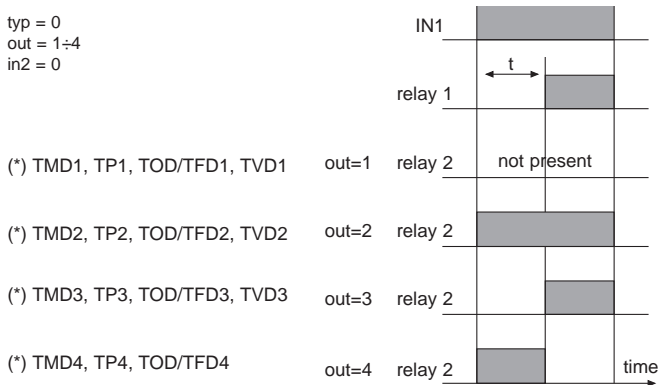 typ = 0
out = 1÷4
in2 = 0
IN1
t
relay 1
(*) TMD1, TP1, TOD/TFD1, TVD1 out=1 relay 2 not present
(*) TMD2, TP2, TOD/TFD2, TVD2 out=2 relay 2
(*) TMD3, TP3, TOD/TFD3, TVD3 out=3 relay 2
(*) TMD4, TP4, TOD/TFD4 out=4 relay 2 time